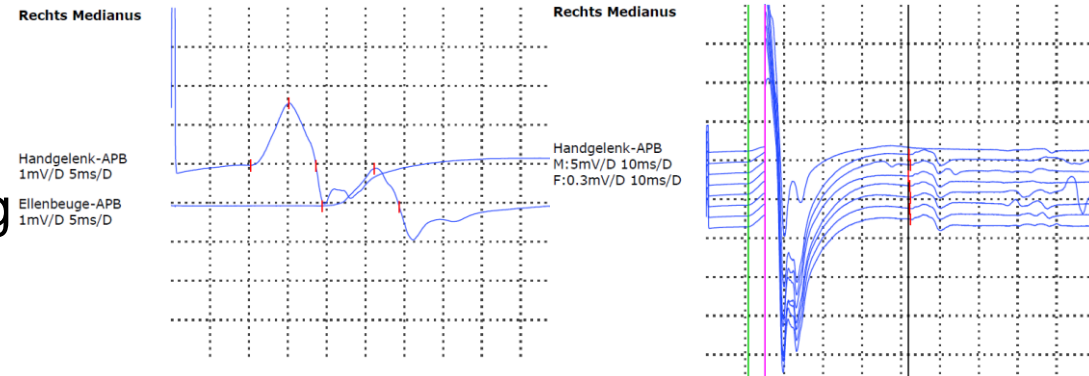 Rechts Medianus
Handgelenk-APB
1mV/D 5ms/D
Ellenbeuge-APB
1mV/D 5ms/D
g
Rechts Medianus
Handgelenk-APB
M:5mV/D 10ms/D
F:0.3mV/D 10ms/D